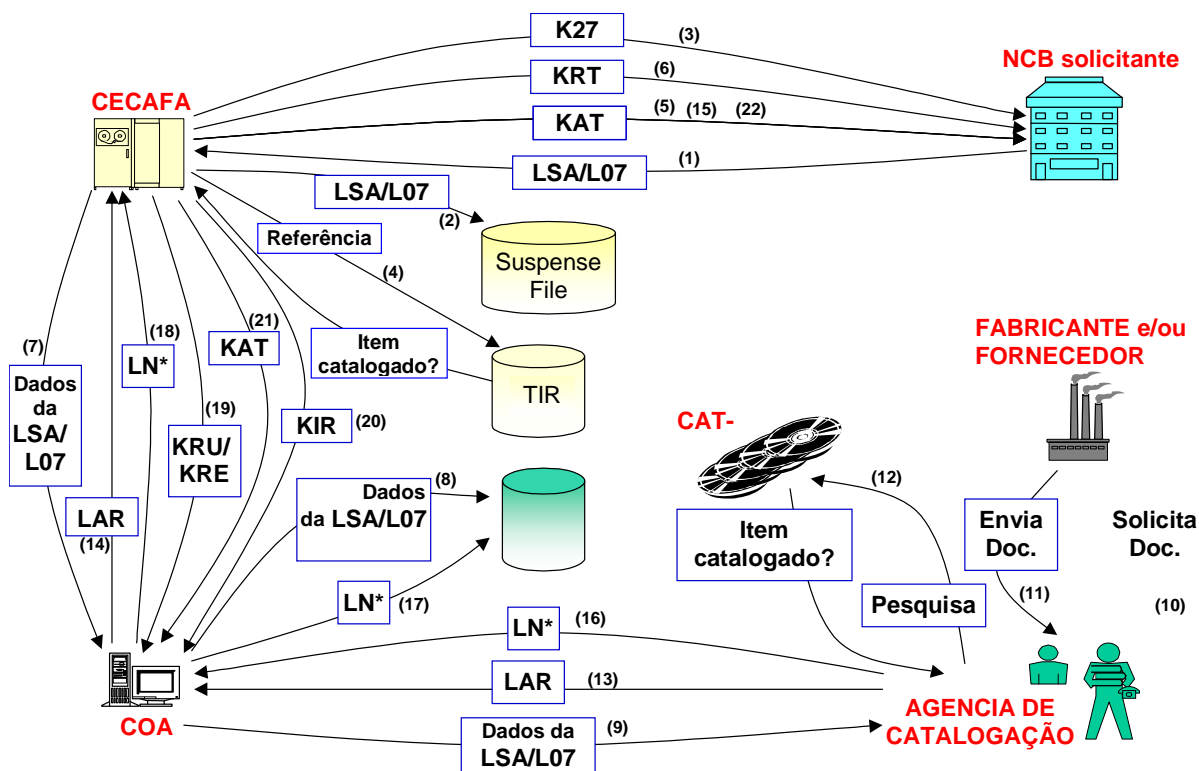 K27
(3)
NCB solicitante
KRT
(6)
CECAFA
KAT
(5)
(15)
(22)
(1)
LSA/L07
LSA/L07
(2)
Referência
(4)
Suspense
File
(7)
(18)
(21)
Item
catalogado?
FABRICANTE e/ou
FORNECEDOR
LN*
KAT
Dados
da
LSA/
L07
TIR
(19)
KIR
(20)
CAT-
KRU/
KRE
Dados
da LSA/L07
(8)
(12)
LAR
(14)
Item
catalogado?
Envia
Doc.
Solicita
Doc.
LN*
(17)
Pesquisa
(11)
(10)
LN*
(16)
LAR
(13)
COA
AGENCIA DE
CATALOGAÇÃO
Dados da
LSA/L07
(9)